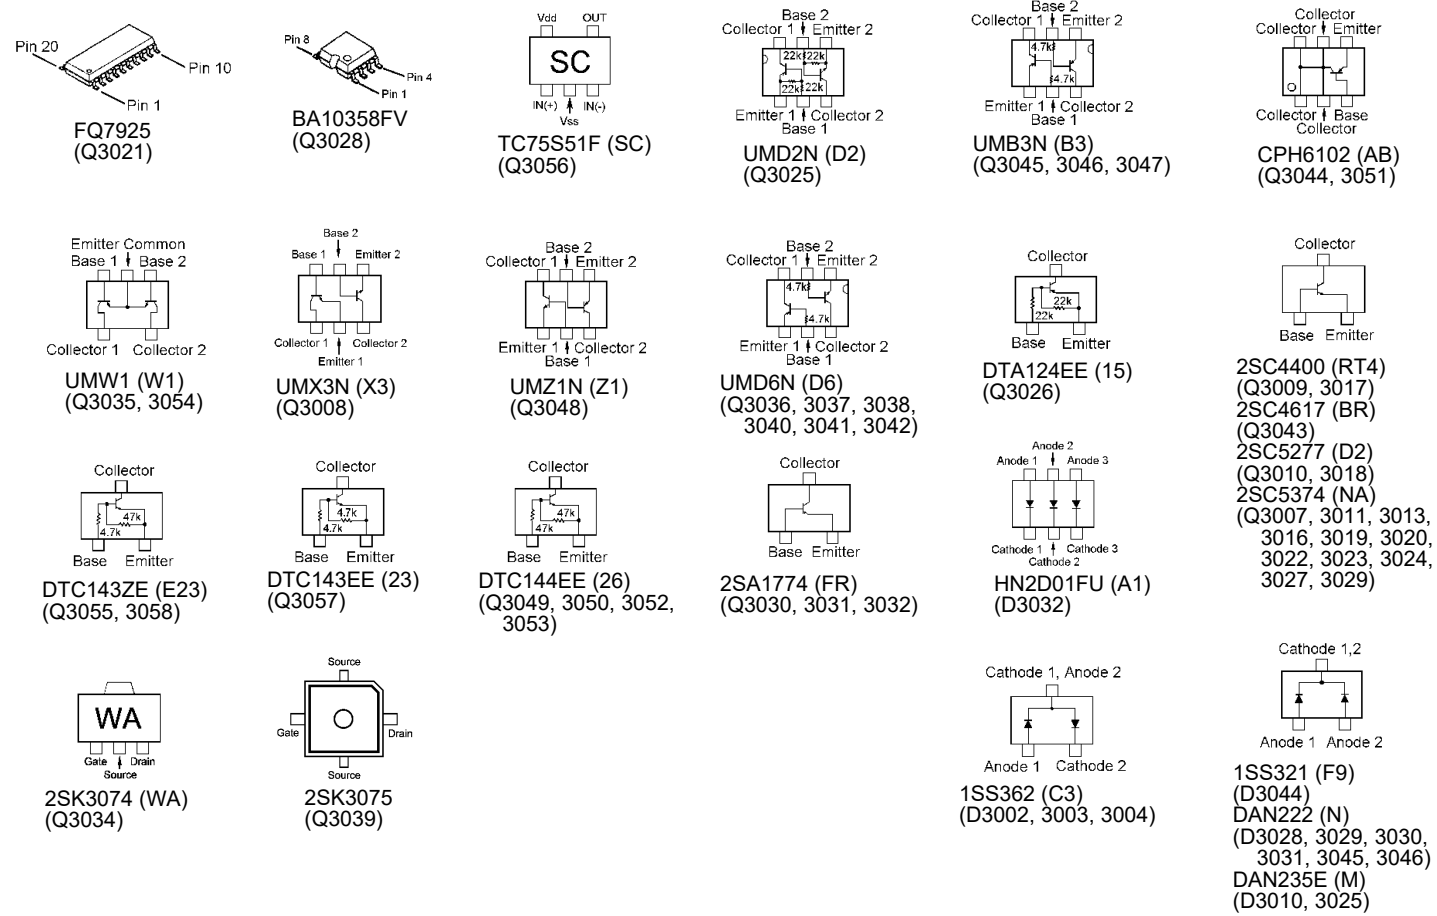 Pin 20
Pin 10
Pin 1
FQ7925
(Q3021)
Pin 8
Pin 4
Pin 1
BA10358FV
(Q3028)
Vdd OUT
SC
IN(+) IN(-)
Vss
TC75S51F (SC)
(Q3056)
Base 2
Collector 1 Emitter 2
22k 22k
22k 22k
Emitter 1 Collector 2
Base 1
UMD2N (D2)
(Q3025)
Base 2
Collector 1 Emitter 2
4.7k
4.7k
Emitter 1 Collector 2
Base 1
UMB3N (B3)
(Q3045, 3046, 3047)
Collector
Collector Emitter
Collector Base
Collector
CPH6102 (AB)
(Q3044, 3051)
Emitter Common
Base 1 Base 2
Collector 1 Collector 2
UMW1 (W1)
(Q3035, 3054)
Base 2
Base 1 Emitter 2
Collector 1 Collector 2
Emitter 1
UMX3N (X3)
(Q3008)
Base 2
Collector 1 Emitter 2
Emitter 1 Collector 2
Base 1
UMZ1N (Z1)
(Q3048)
Base 2
Collector 1 Emitter 2
4.7k
4.7k
Emitter 1 Collector 2
Base 1
UMD6N (D6)
(Q3036, 3037, 3038,
3040, 3041, 3042)
Collector
22k
22k
Base Emitter
DTA124EE (15)
(Q3026)
Collector
Base Emitter
2SC4400 (RT4)
(Q3009, 3017)
2SC4617 (BR)
(Q3043)
2SC5277 (D2)
(Q3010, 3018)
2SC5374 (NA)
(Q3007, 3011, 3013,
3016, 3019, 3020,
3022, 3023, 3024,
3027, 3029)
Collector
47k
4.7k
Base Emitter
DTC143ZE (E23)
(Q3055, 3058)
Collector
4.7k
4.7k
Base Emitter
DTC143EE (23)
(Q3057)
Collector
47k
47k
Base Emitter
DTC144EE (26)
(Q3049, 3050, 3052,
3053)
Collector
Base Emitter
2SA1774 (FR)
(Q3030, 3031, 3032)
Anode 2
Anode 1 Anode 3
Cathode 1 Cathode 3
Cathode 2
HN2D01FU (A1)
(D3032)
WA
Gate Drain
Source
2SK3074 (WA)
(Q3034)
Source
Gate Drain
Source
2SK3075
(Q3039)
Cathode 1, Anode 2
Anode 1 Cathode 2
1SS362 (C3)
(D3002, 3003, 3004)
Cathode 1,2
Anode 1 Anode 2
1SS321 (F9)
(D3044)
DAN222 (N)
(D3028, 3029, 3030,
3031, 3045, 3046)
DAN235E (M)
(D3010, 3025)